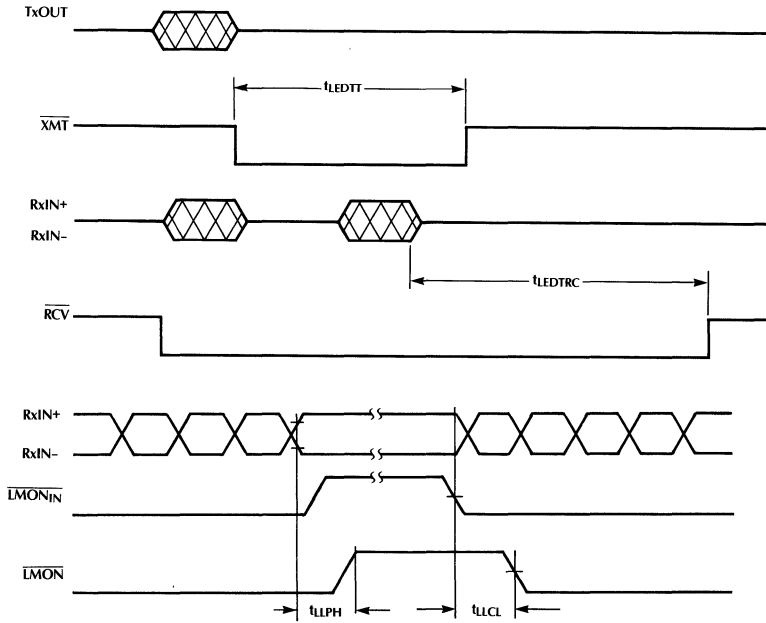 TxOUT
tLEDTT
XMT
RxIN+
RxIN–
tLEDTRC
RCV
RxIN+
RxIN–
LMONIN
LMON
tLLPH
tLLCL